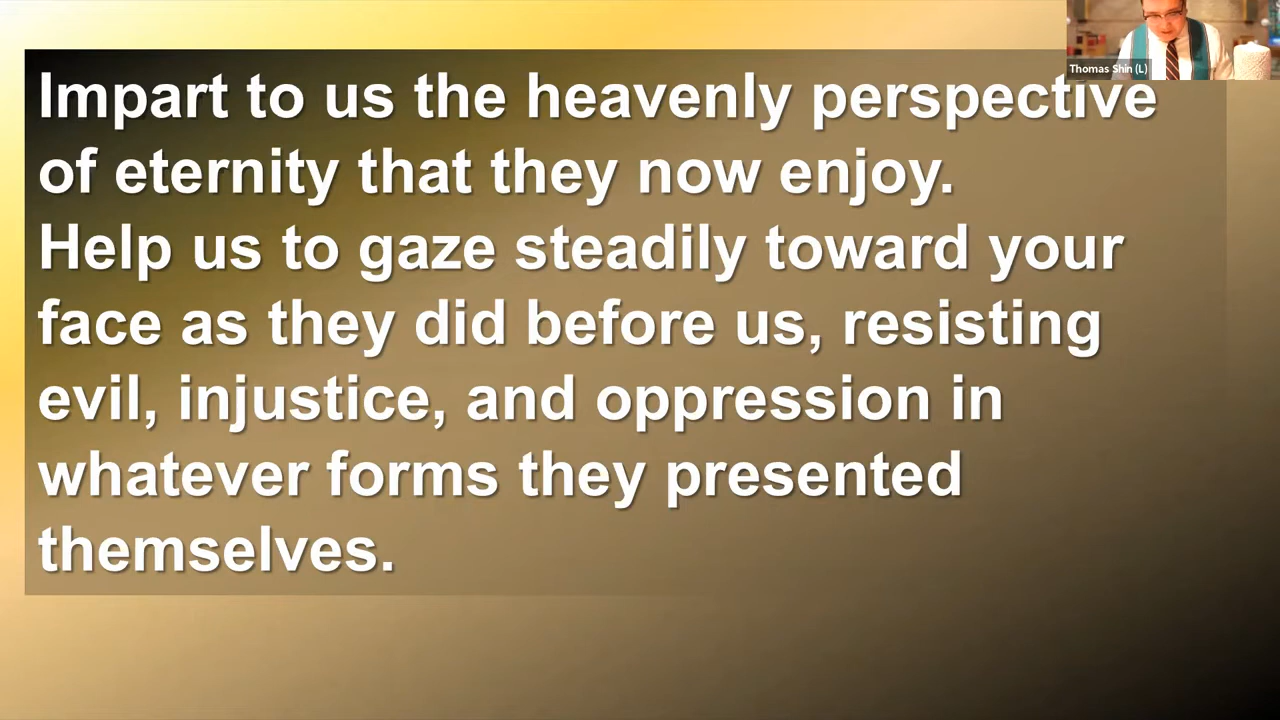 Thomas Shin (L)
Impart to us the heavenly perspective
of eternity that they now enjoy.
Help us to gaze steadily toward your
face as they did before us, resisting
evil, injustice, and oppression in
whatever forms they presented
themselves.